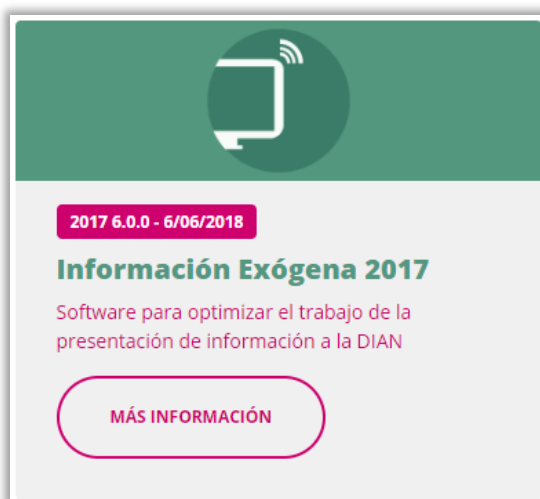 2017 6.0.0 - 6/06/2018
Información Exógena 2017
Software para optimizar el trabajo de la
presentación de información a la DIAN
MÁS INFORMACIÓN